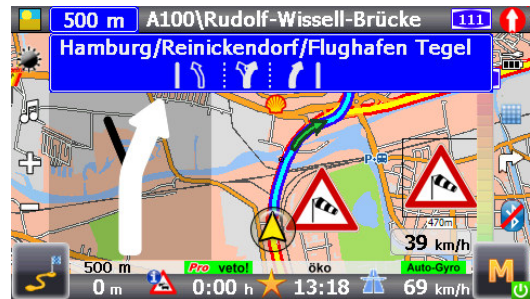 500 m A100\Rudolf-Wissell-Brücke 111
Hamburg/Reinickendorf/Flughafen Tegel
P
470m
39 km/h
500 m Pro veto! öko Auto-Gyro
0 m 0:00 h 13:18 69 km/h
M